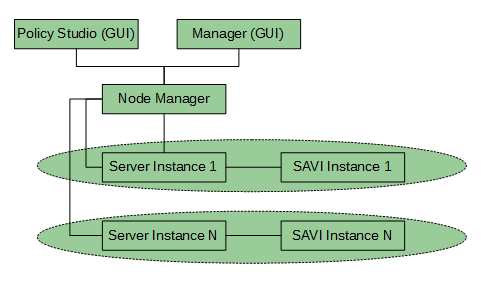 Policy Studio (GUI)
Manager (GUI)
Node Manager
Server Instance 1
SAVI Instance 1
Server Instance N
SAVI Instance N